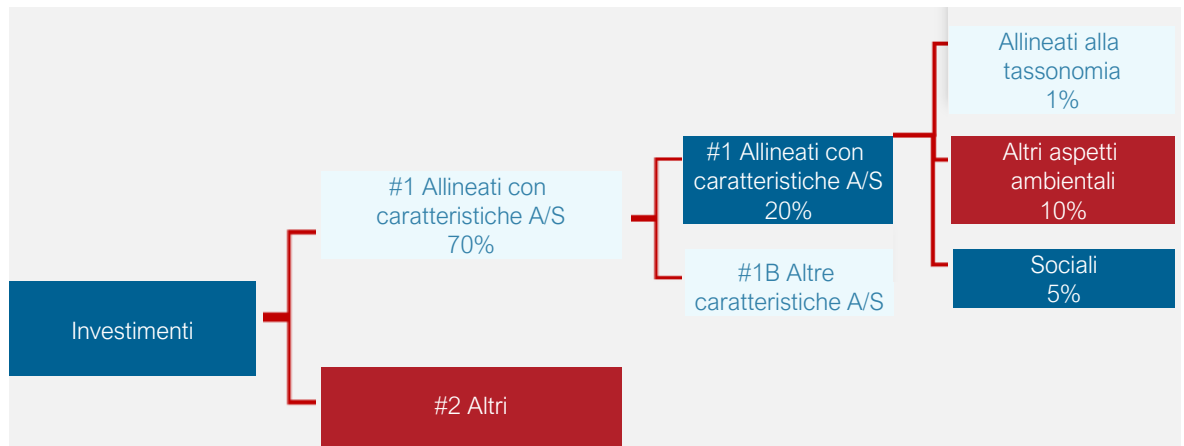 Investimenti
#1 Allineati con
caratteristiche A/S
70%
#2 Altri
#1 Allineati con
caratteristiche A/S
20%
#1B Altre
caratteristiche A/S
Allineati alla
tassonomia
1%
Altri aspetti
ambientali
10%
Sociali
5%